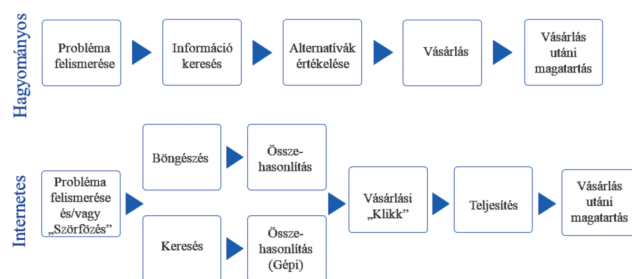 Hagyományos
Probléma
felismerése
Információ
keresés
Alternatívák
értékelése
Vásárlás
Vásárlás
utáni
magatartás
Internetes
Probléma
felismerése
és/vagy
„Szörfözés”
Böngészés
Össze-
hasonlítás
Keresés
Össze-
hasonlítás
(Gépi)
Vásárlási
„Klikk”
Teljesítés
Vásárlás
utáni
magatartás